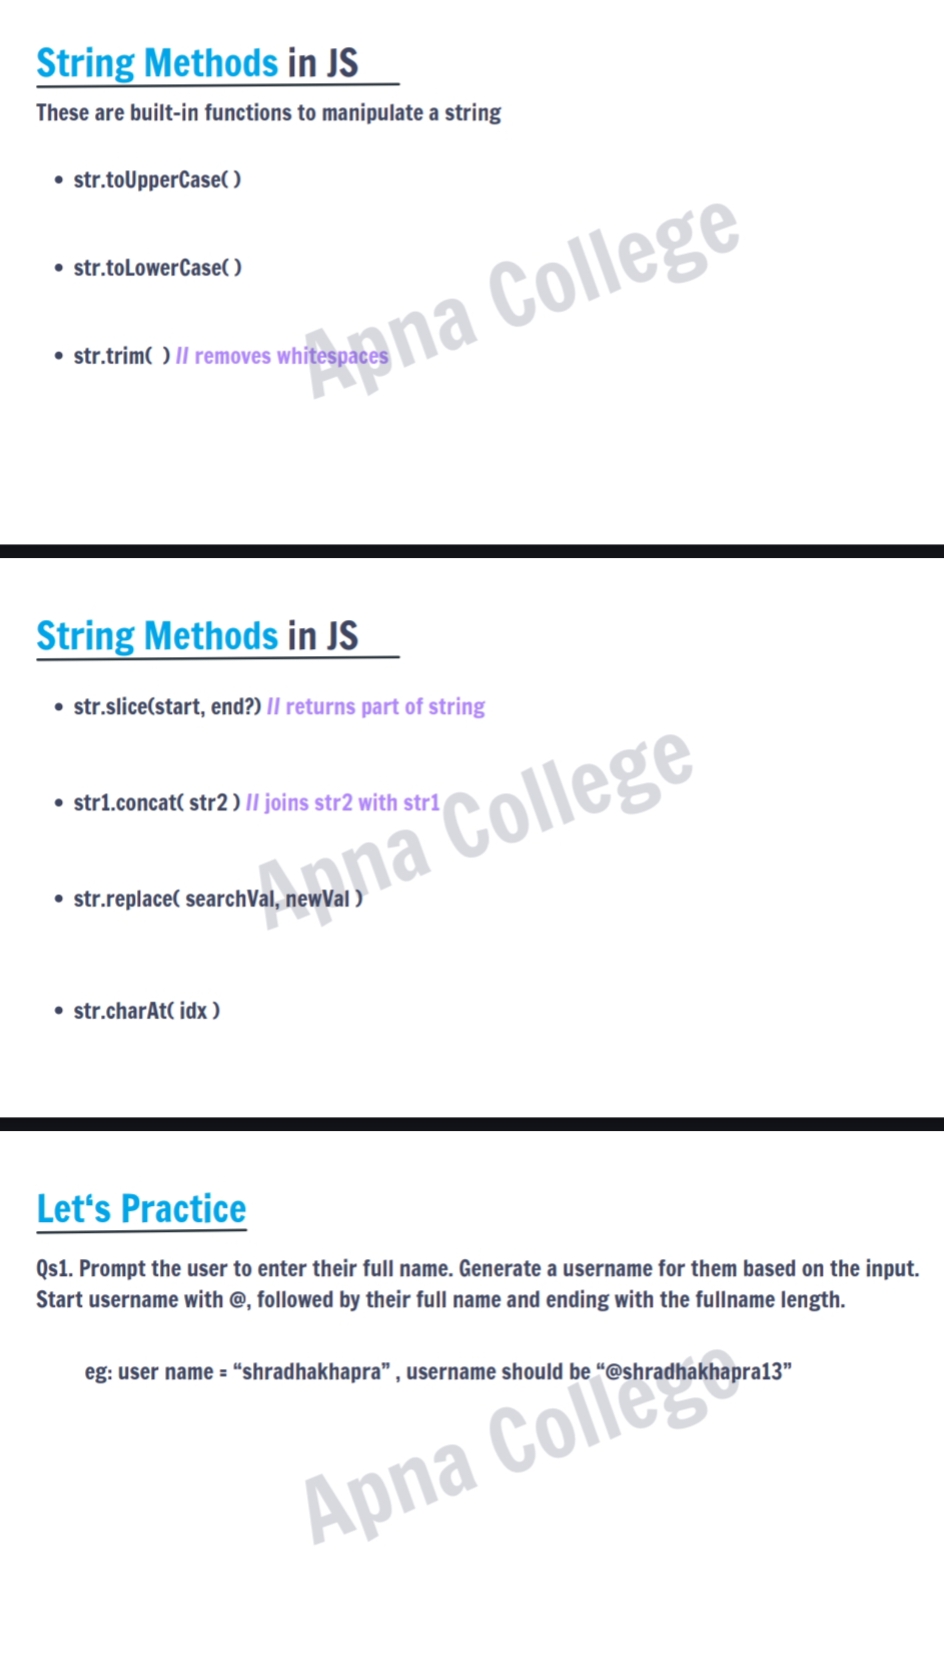 String Methods in JS
These are built-in functions to manipulate a string
• str.toUpperCase( )
• str.toLowerCase( )
• str.trim(  ) // removes whitespaces
Apna College
String Methods in JS
• str.slice(start, end?) // returns part of string
• str1.concat( str2 ) // joins str2 with str1
• str.replace( searchVal, newVal )
• str.charAt( idx )
Apna College
Let‘s Practice
Qs1. Prompt the user to enter their full name. Generate a username for them based on the input.
Start username with @, followed by their full name and ending with the fullname length.
eg: user name = “shradhakhapra” , username should be “@shradhakhapra13”
Apna College